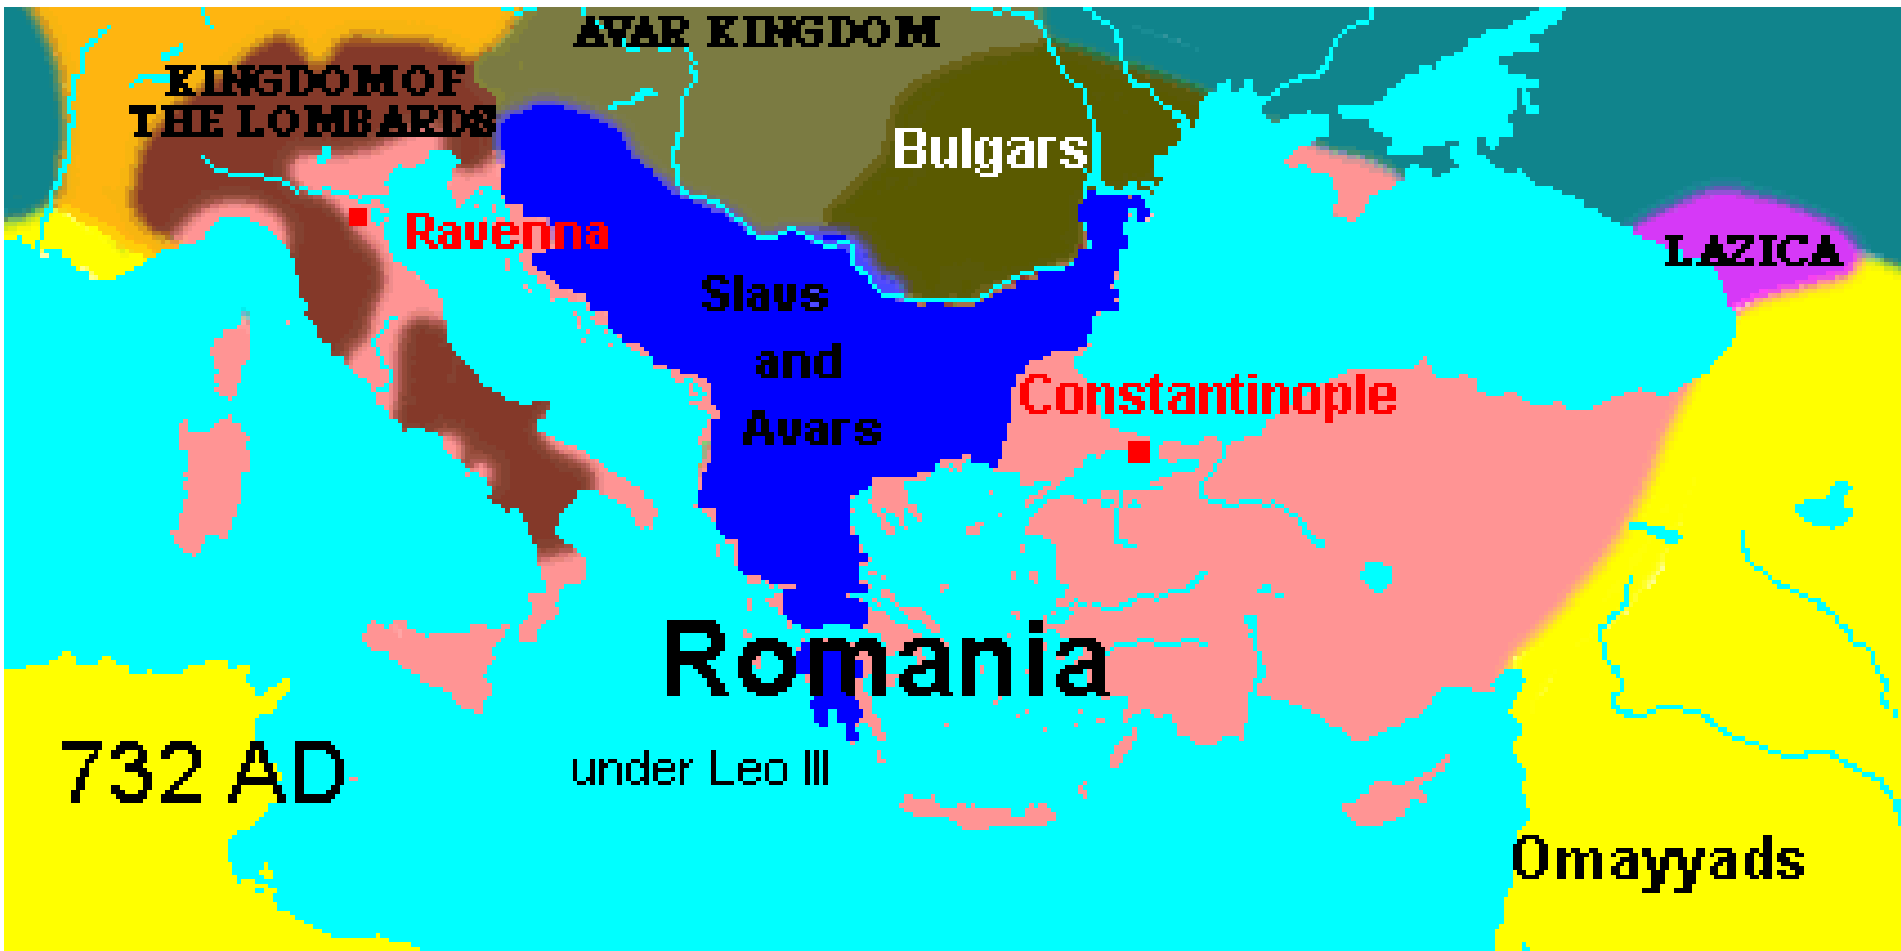 AVAR KINGDOM
KINGDOM OF
THE LOMBARDS
Bulgars
Ravenna
LAZICA
Slavs
and
Avars
Constantinople
Romania
732 AD
under Leo III
Omayyads